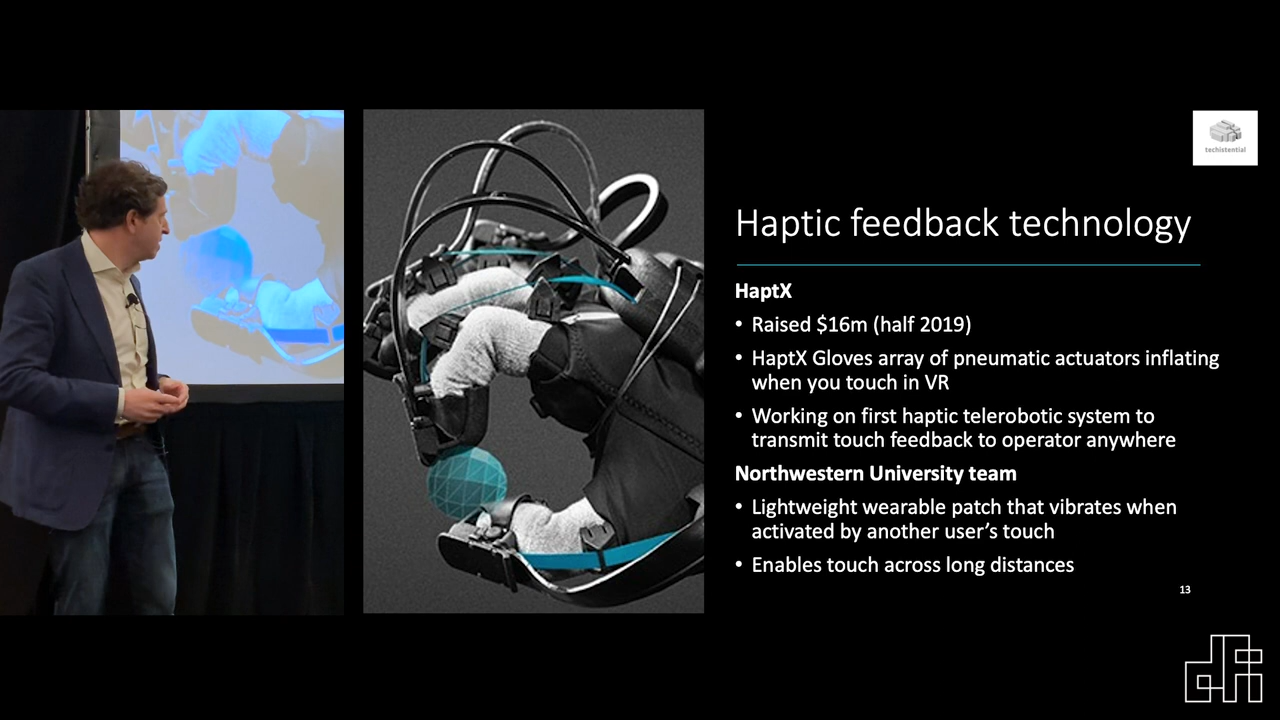 techistential
Haptic feedback technology
HaptX
• Raised $16m (half 2019)
• HaptX Gloves array of pneumatic actuators inflating
when you touch in VR
• Working on first haptic telerobotic system to
transmit touch feedback to operator anywhere
Northwestern University team
• Lightweight wearable patch that vibrates when
activated by another user’s touch
• Enables touch across long distances
13
dfi